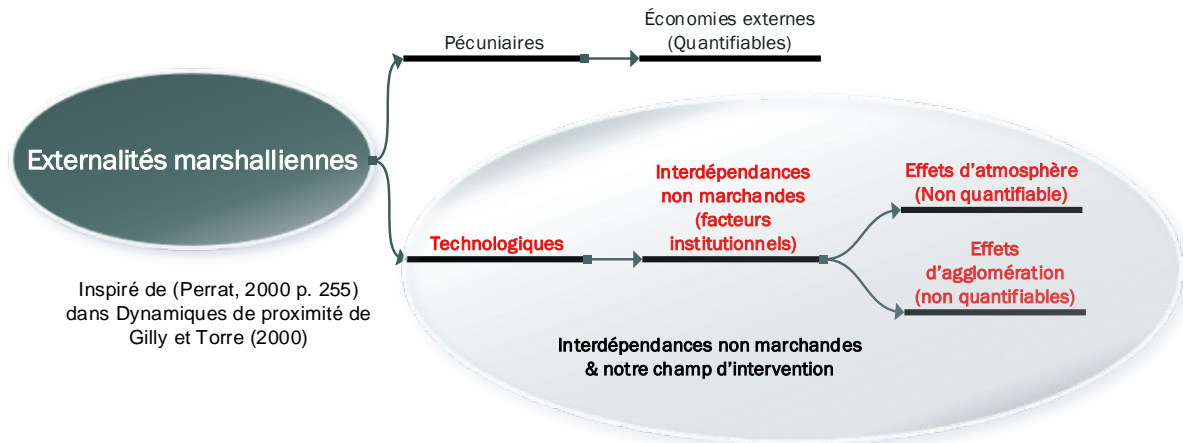 Externalités marshalliennes
Pécuniaires
Économies externes
(Quantifiables)
Technologiques
Interdépendances
non marchandes
(facteurs
institutionnels)
Effets d'atmosphère
(Non quantifiable)
Effets
d'agglomération
(non quantifiables)
Interdépendances non marchandes
& notre champ d'intervention
Inspiré de (Perrat, 2000 p. 255)
dans Dynamiques de proximité de
Gilly et Torre (2000)